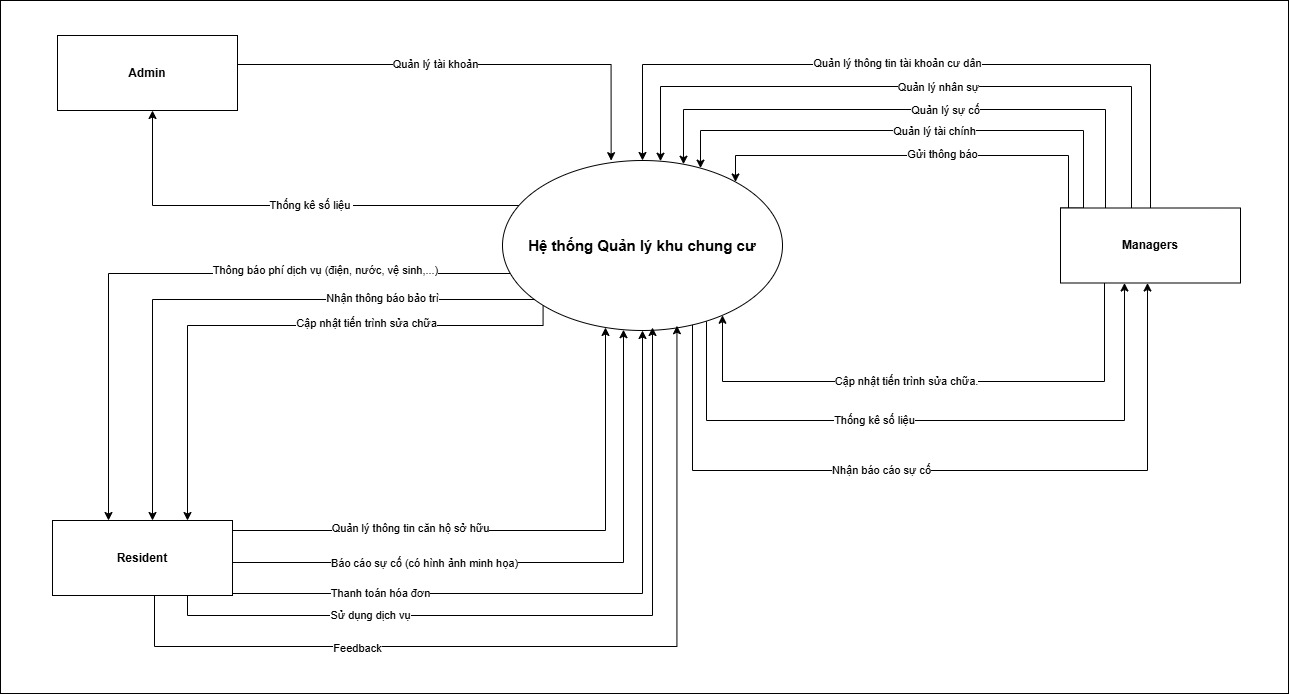 Admin
Quản lý tài khoản
Quản lý thông tin tài khoản cư dân
Quản lý nhân sự
Quản lý sự cố
Quản lý tài chính
Gửi thông báo
Thống kê số liệu
Hệ thống Quản lý khu chung cư
Managers
Thông báo phí dịch vụ (điện, nước, vệ sinh,...)
Nhận thông báo bảo trì
Cập nhật tiến trình sửa chữa
Cập nhật tiến trình sửa chữa.
Thống kê số liệu
Nhận báo cáo sự cố
Resident
Quản lý thông tin căn hộ sở hữu
Báo cáo sự cố (có hình ảnh minh họa)
Thanh toán hóa đơn
Sử dụng dịch vụ
Feedback